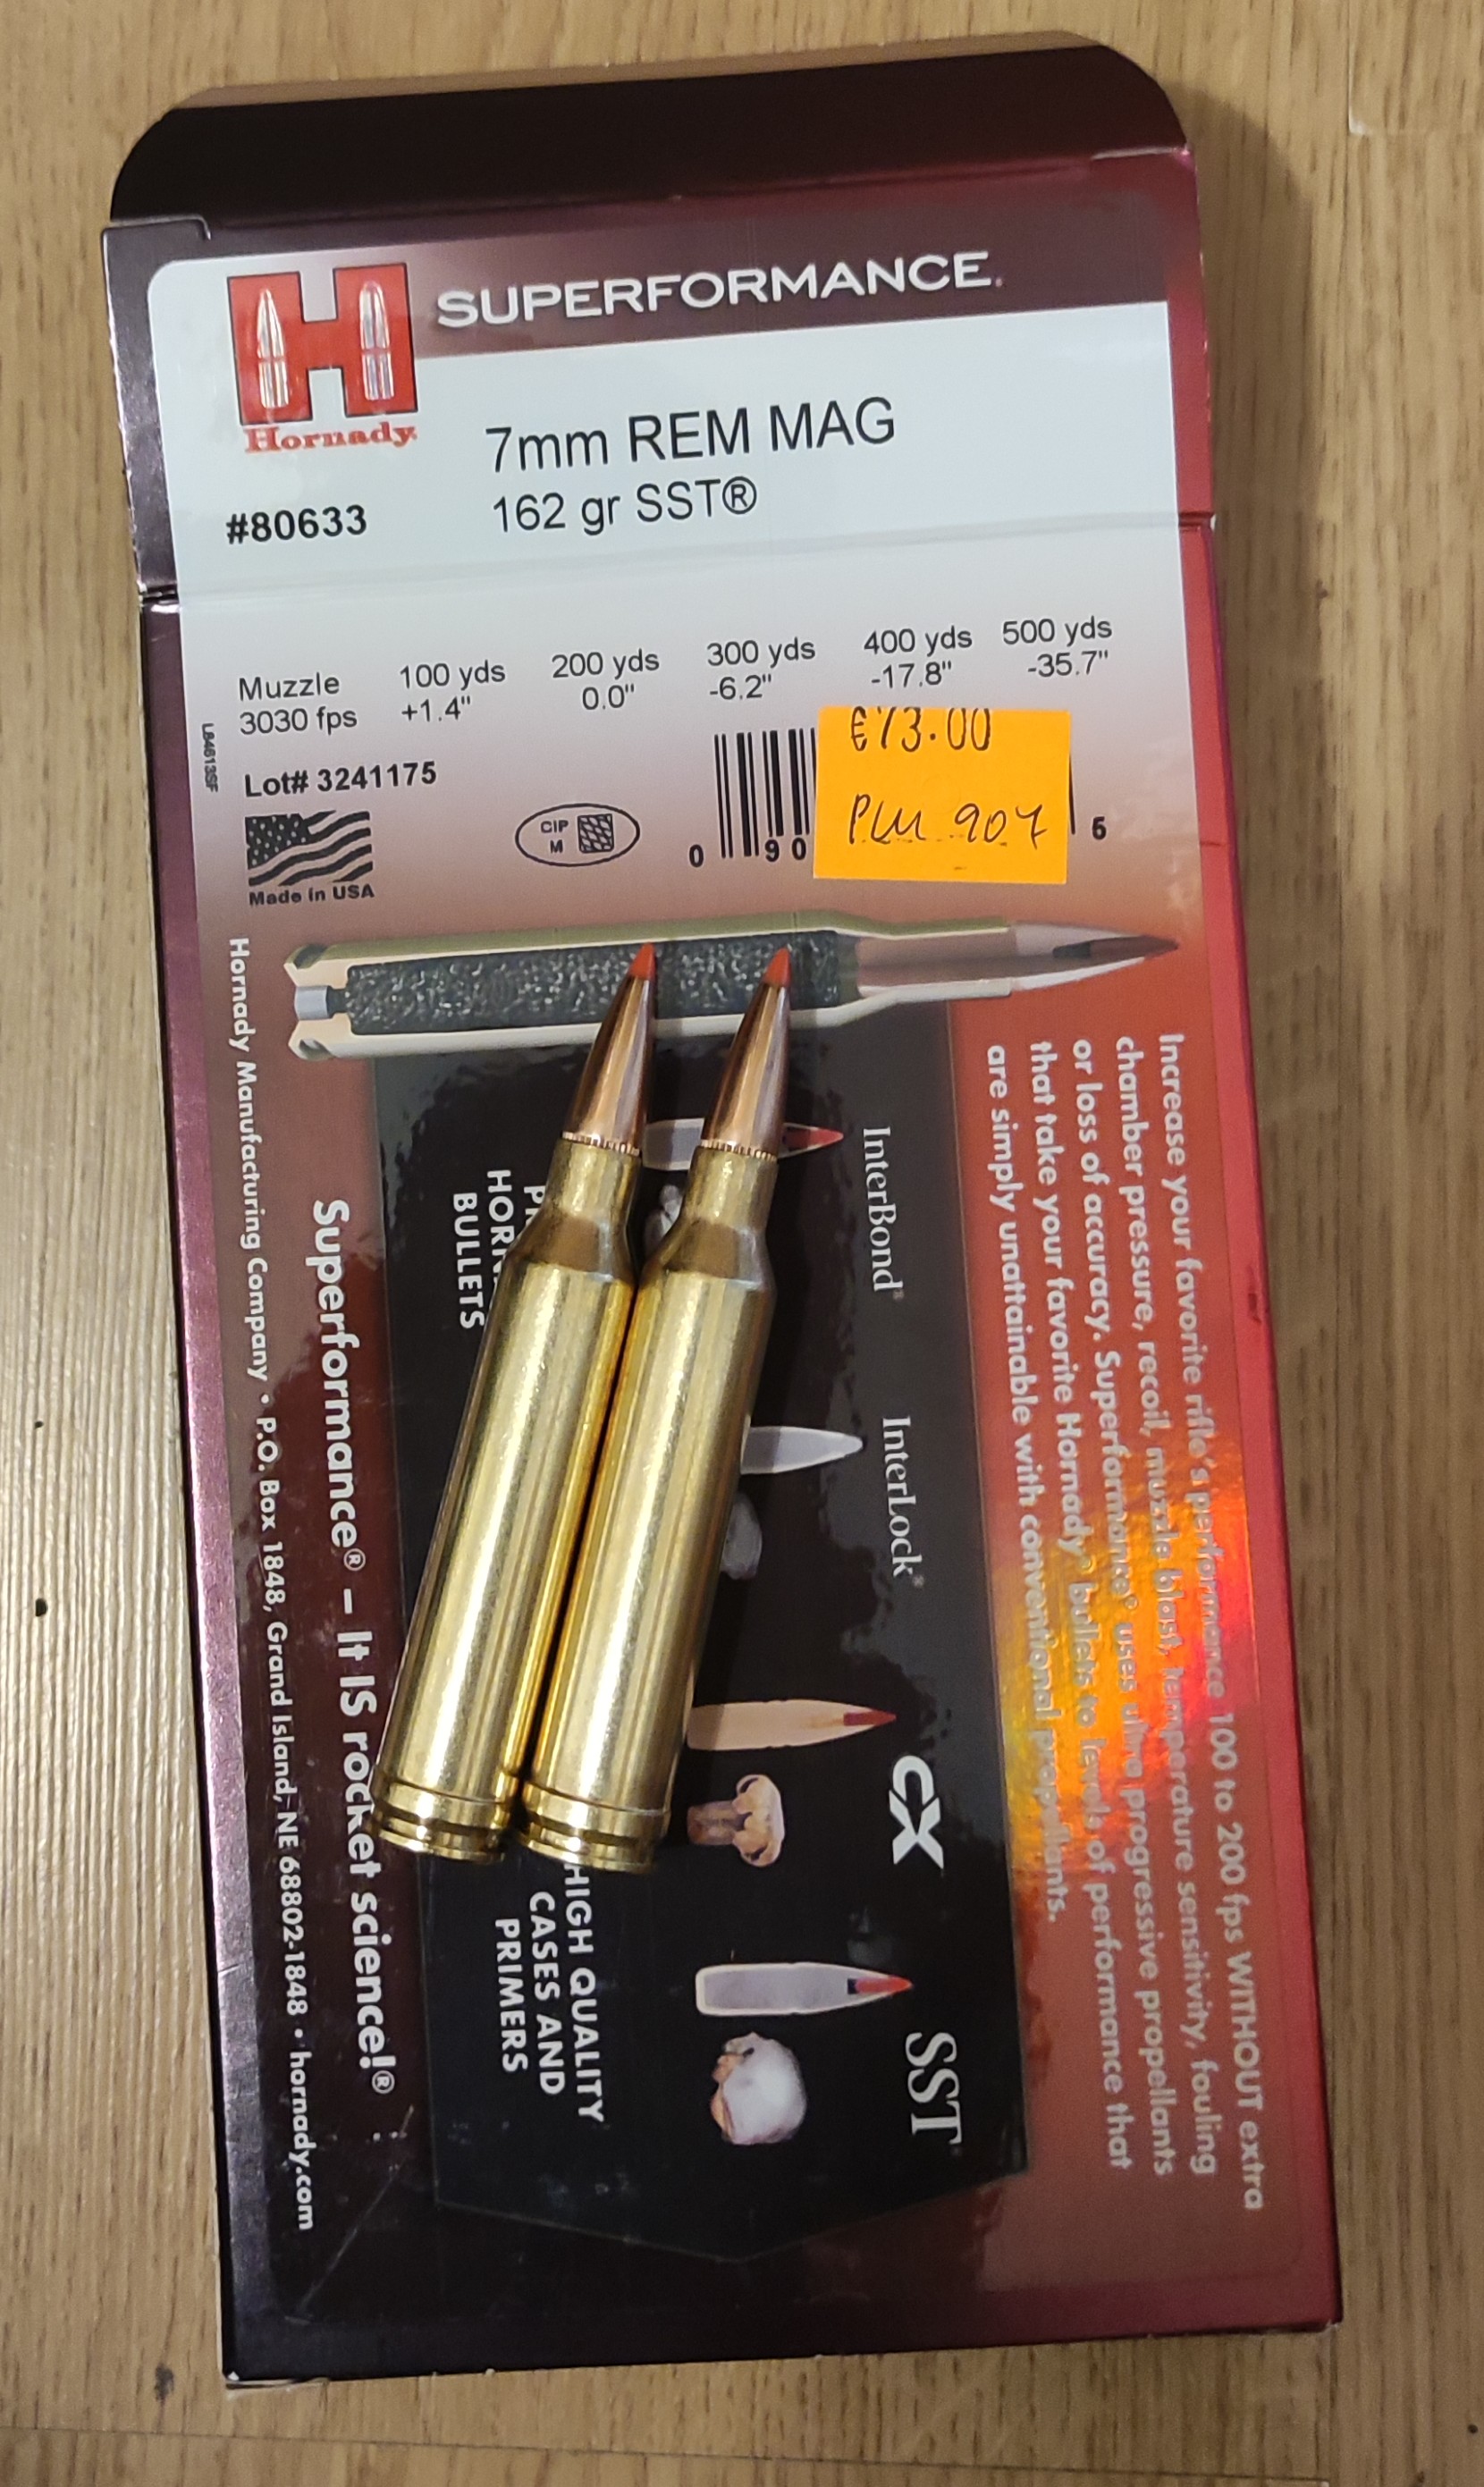 SUPERFORMANCE.
Hornady
7mm REM MAG
162 gr SST®
#80633
Muzzle 100 yds 200 yds 300 yds 400 yds 500 yds
3030 fps +1.4" 0.0" -6.2" -17.8" -35.7"
Lot# 3241175
€73.00
PLU 907
CIP
M
0 90 6
Made in USA
Increase your favorite rifle's performance 100 to 200 fps WITHOUT extra
chamber pressure, recoil, muzzle blast, temperature sensitivity, fouling
or loss of accuracy. Superformance® uses ultra progressive propellants
that take your favorite Hornady® bullets to levels of performance that
are simply unattainable with conventional propellants.
InterBond® InterLock® CX SST®
BULLETS
HIGH QUALITY
CASES AND
PRIMERS
Superformance® – It IS rocket science!®
Hornady Manufacturing Company • P.O. Box 1848, Grand Island, NE 68802-1848 • hornady.com